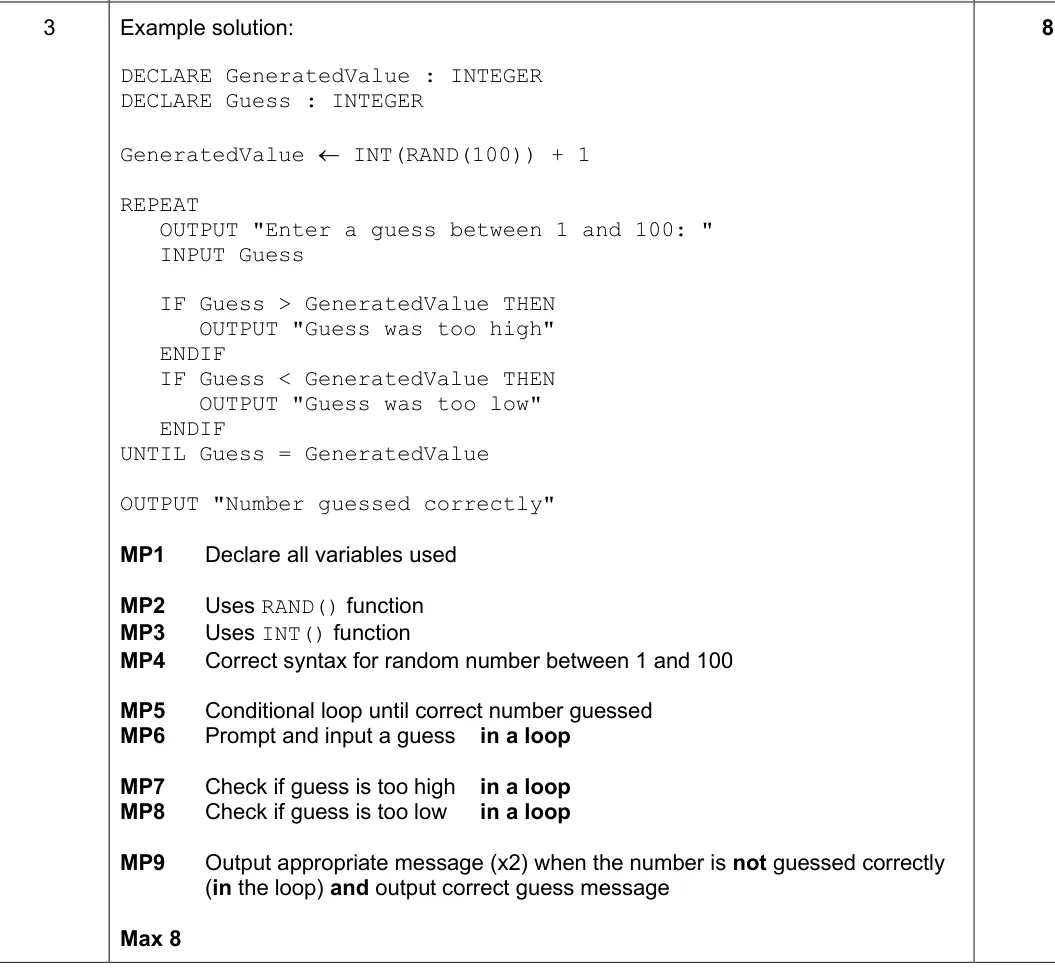 3 Example solution: 8
DECLARE GeneratedValue : INTEGER
DECLARE Guess : INTEGER
GeneratedValue ← INT(RAND(100)) + 1
REPEAT
OUTPUT "Enter a guess between 1 and 100: "
INPUT Guess
IF Guess > GeneratedValue THEN
OUTPUT "Guess was too high"
ENDIF
IF Guess < GeneratedValue THEN
OUTPUT "Guess was too low"
ENDIF
UNTIL Guess = GeneratedValue
OUTPUT "Number guessed correctly"
MP1 Declare all variables used
MP2 Uses RAND() function
MP3 Uses INT() function
MP4 Correct syntax for random number between 1 and 100
MP5 Conditional loop until correct number guessed
MP6 Prompt and input a guess in a loop
MP7 Check if guess is too high in a loop
MP8 Check if guess is too low in a loop
MP9 Output appropriate message (x2) when the number is not guessed correctly
(in the loop) and output correct guess message
Max 8